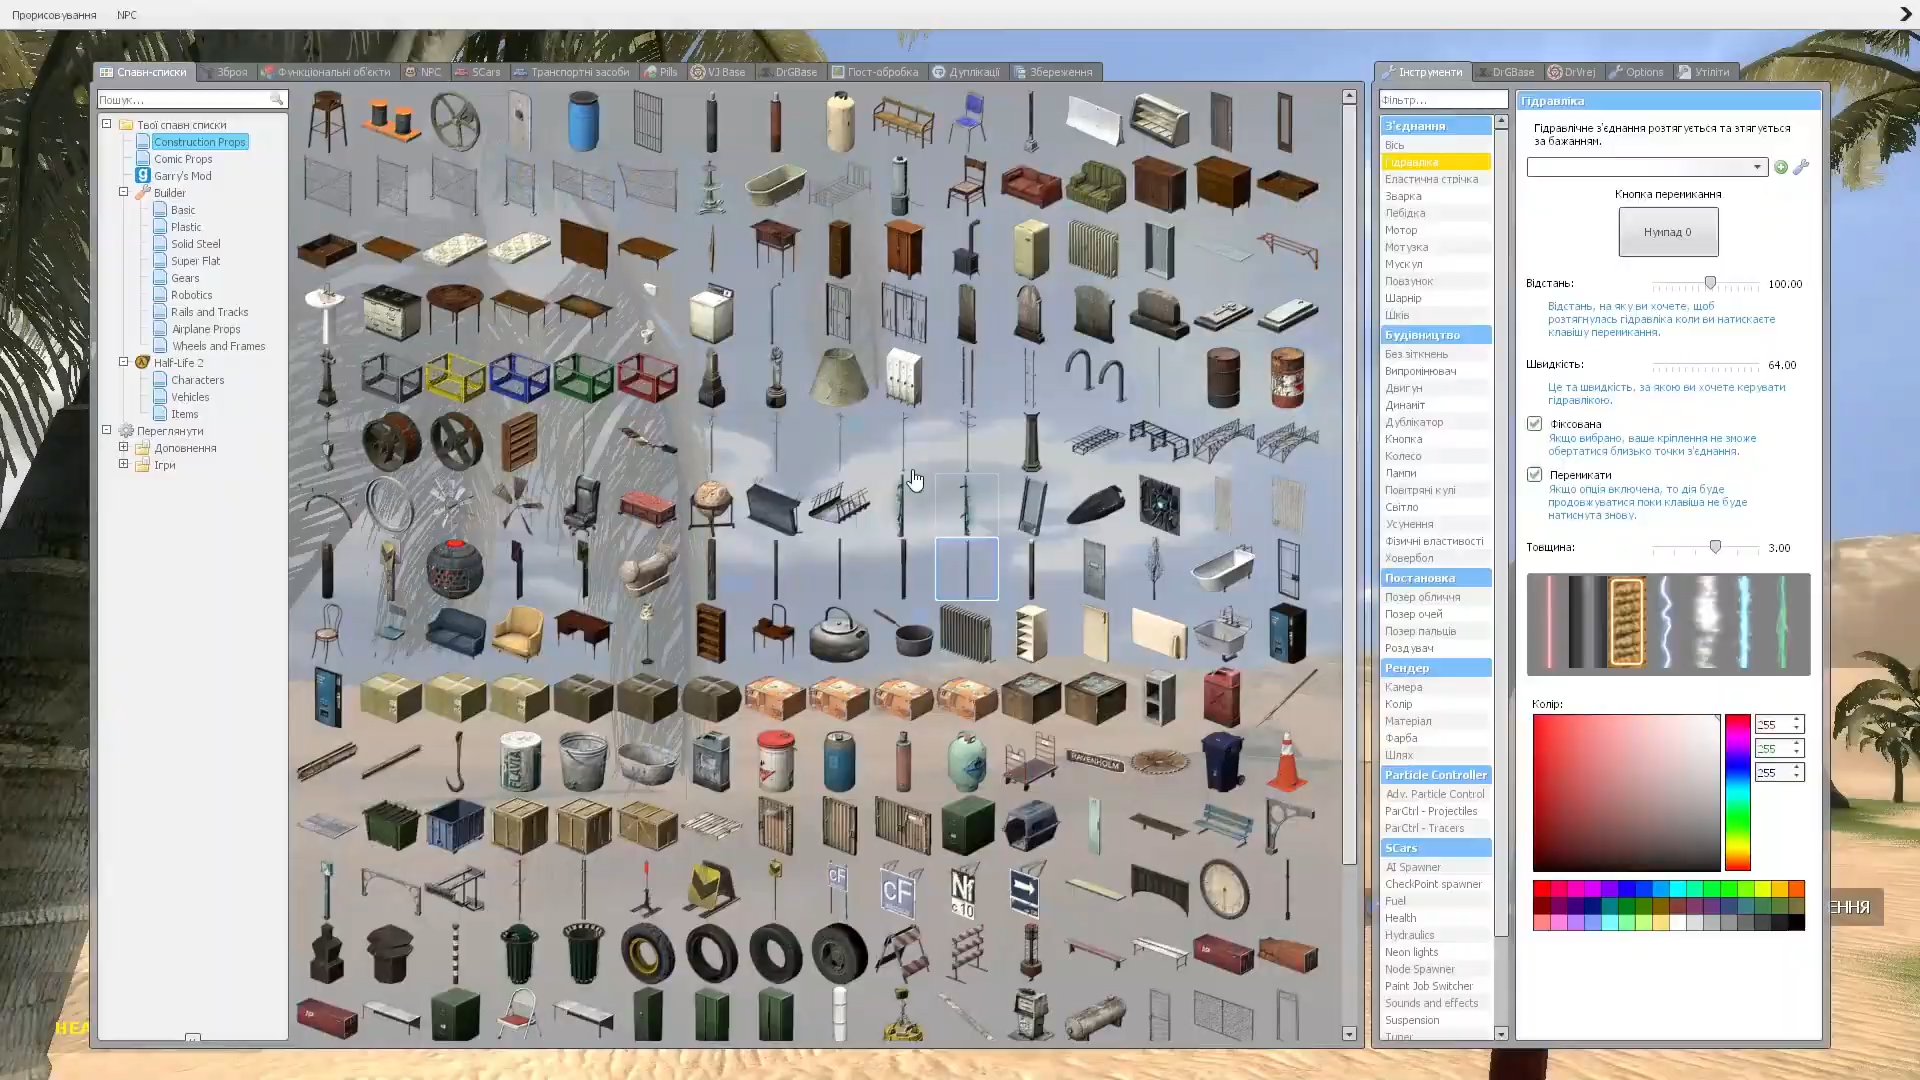 Прорисовування
NPC
Спавн-списки
Зброя
Функціональні об'єкти
NPC
SCars
Транспортні засоби
Pills
VJ Base
DrGBase
Пост-обробка
Дуплікації
Збереження
Пошук...
Твої спавн списки
Construction Props
Comic Props
Garry's Mod
Builder
Basic
Plastic
Solid Steel
Super Flat
Gears
Robotics
Rails and Tracks
Airplane Props
Wheels and Frames
Half-Life 2
Characters
Vehicles
Items
Переглянути
Доповнення
Ігри
RAVENHOLM
cF
cF
Nf
c 10
Інструменти
DrGBase
DrVrej
Options
Утиліти
Фільтр...
З'єднання
Вісь
Гідравліка
Еластична стрічка
Зварка
Лебідка
Мотор
Мотузка
Мускул
Повзунок
Шарнір
Шків
Будівництво
Без зіткнень
Випромінювач
Двигун
Динаміт
Дублікатор
Кнопка
Колесо
Лампи
Повітряні кулі
Світло
Усунення
Фізичні властивості
Ховербол
Постановка
Позер обличчя
Позер очей
Позер пальців
Роздувач
Рендер
Камера
Колір
Матеріал
Фарба
Шлях
Particle Controller
Adv. Particle Control
ParCtrl - Projectiles
ParCtrl - Tracers
SCars
AI Spawner
CheckPoint spawner
Fuel
Health
Hydraulics
Neon lights
Node Spawner
Paint Job Switcher
Sounds and effects
Suspension
Tuner
Гідравліка
Гідравлічне з'єднання розтягується та зтягується
за бажанням.
Кнопка перемикання
Нумпад 0
Відстань:
100.00
Відстань, на яку ви хочете, щоб
розтягнулась гідравліка коли ви натискаєте
клавішу перемикання.
Швидкість:
64.00
Це та швидкість, за якою ви хочете керувати
гідравлікою.
Фіксована
Якщо вибрано, ваше кріплення не зможе
обертатися близько точки з'єднання.
Перемикати
Якщо опція включена, то дія буде
продовжуватися поки клавіша не буде
натиснута знову.
Товщина:
3.00
Колір:
255
255
255
ЕННЯ
НЕА